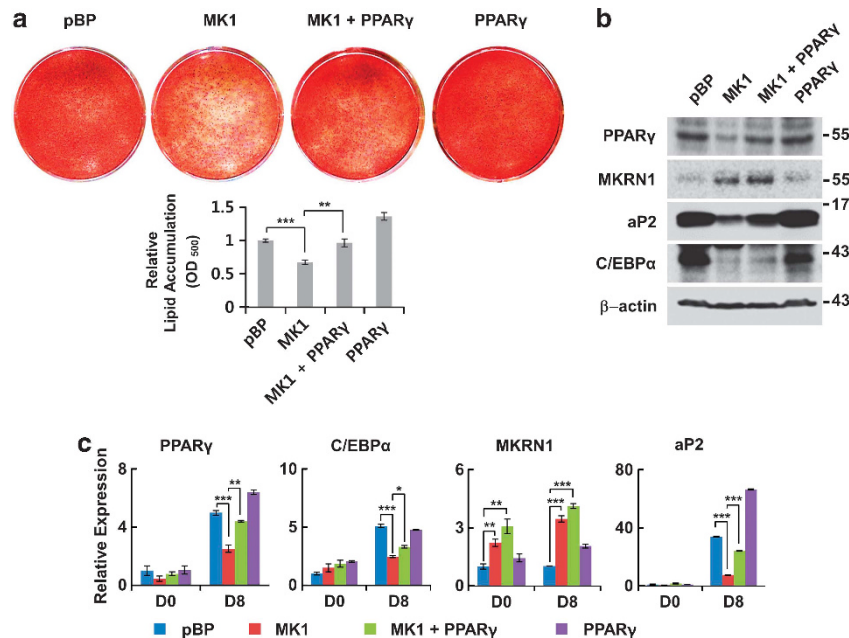 a
pBP MK1 MK1 + PPARγ PPARγ
*** **
Relative
Lipid Accumulation
(OD 500)
1.5
1
0.5
0
pBP MK1 MK1 + PPARγ PPARγ
b
pBP MK1 MK1 + PPARγ PPARγ
PPARγ 55
MKRN1 55
17
aP2
C/EBPα 43
β–actin 43
c
PPARγ C/EBPα MKRN1 aP2
Relative Expression
8 10 6 80
4 5 3 40
0 0 0 0
*** ** *** * ** ** *** *** *** ***
D0 D8 D0 D8 D0 D8 D0 D8
pBP MK1 MK1 + PPARγ PPARγ